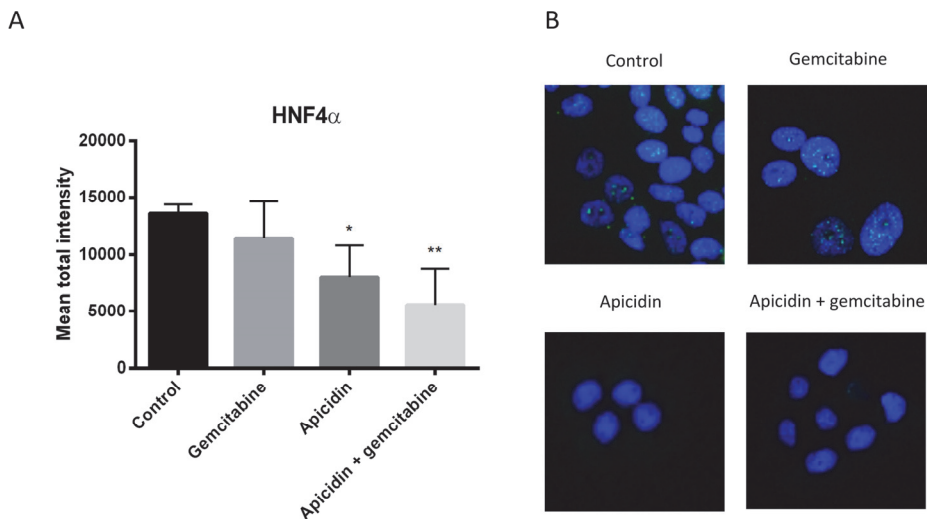 A
HNF4α
Mean total intensity
20000
15000
10000
5000
0
*
**
Control
Gemcitabine
Apicidin
Apicidin + gemcitabine
B
Control
Gemcitabine
Apicidin
Apicidin + gemcitabine